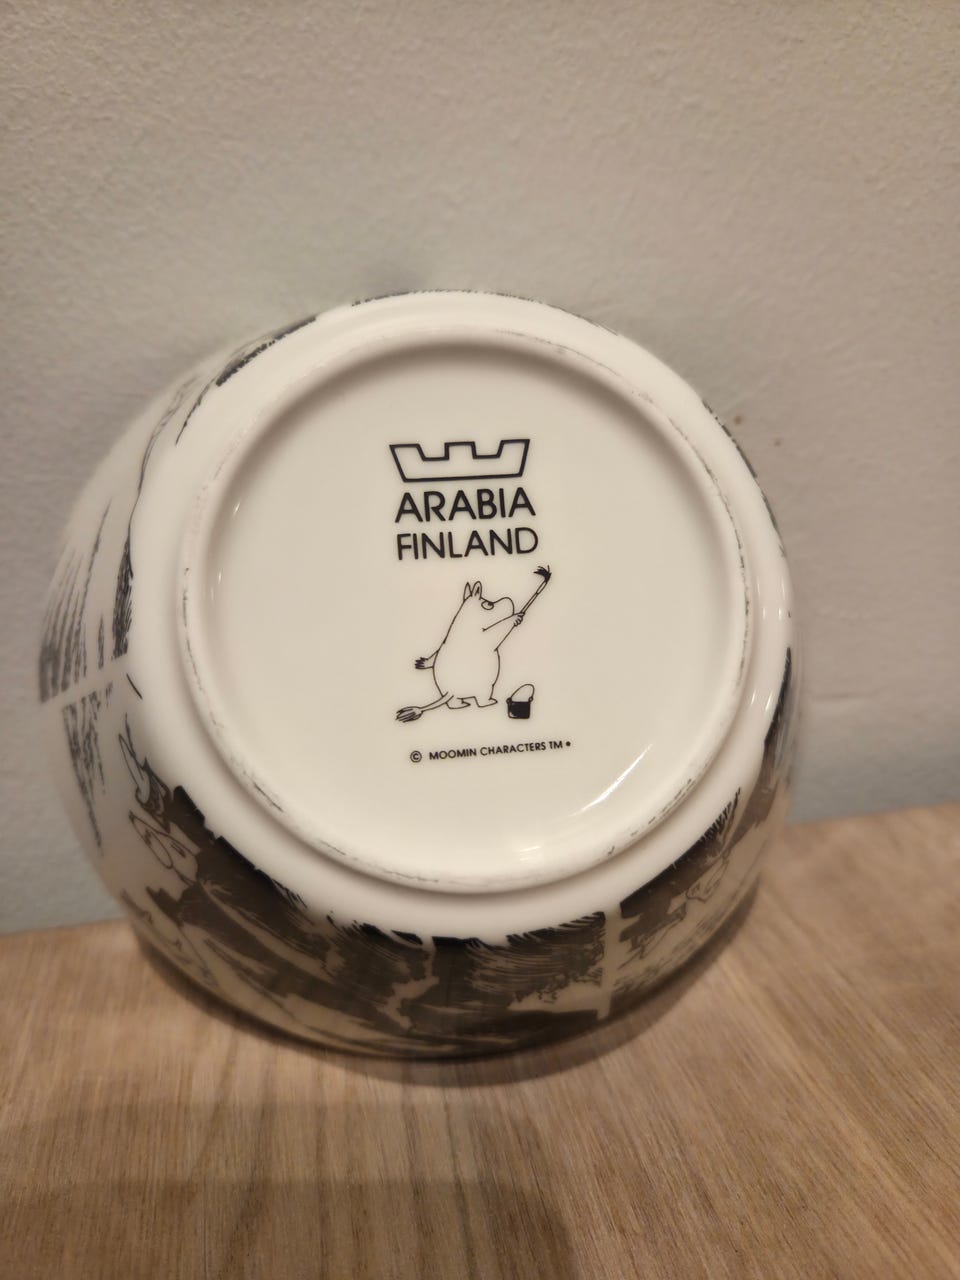 ARABIA
FINLAND
© MOOMIN CHARACTERS TM •